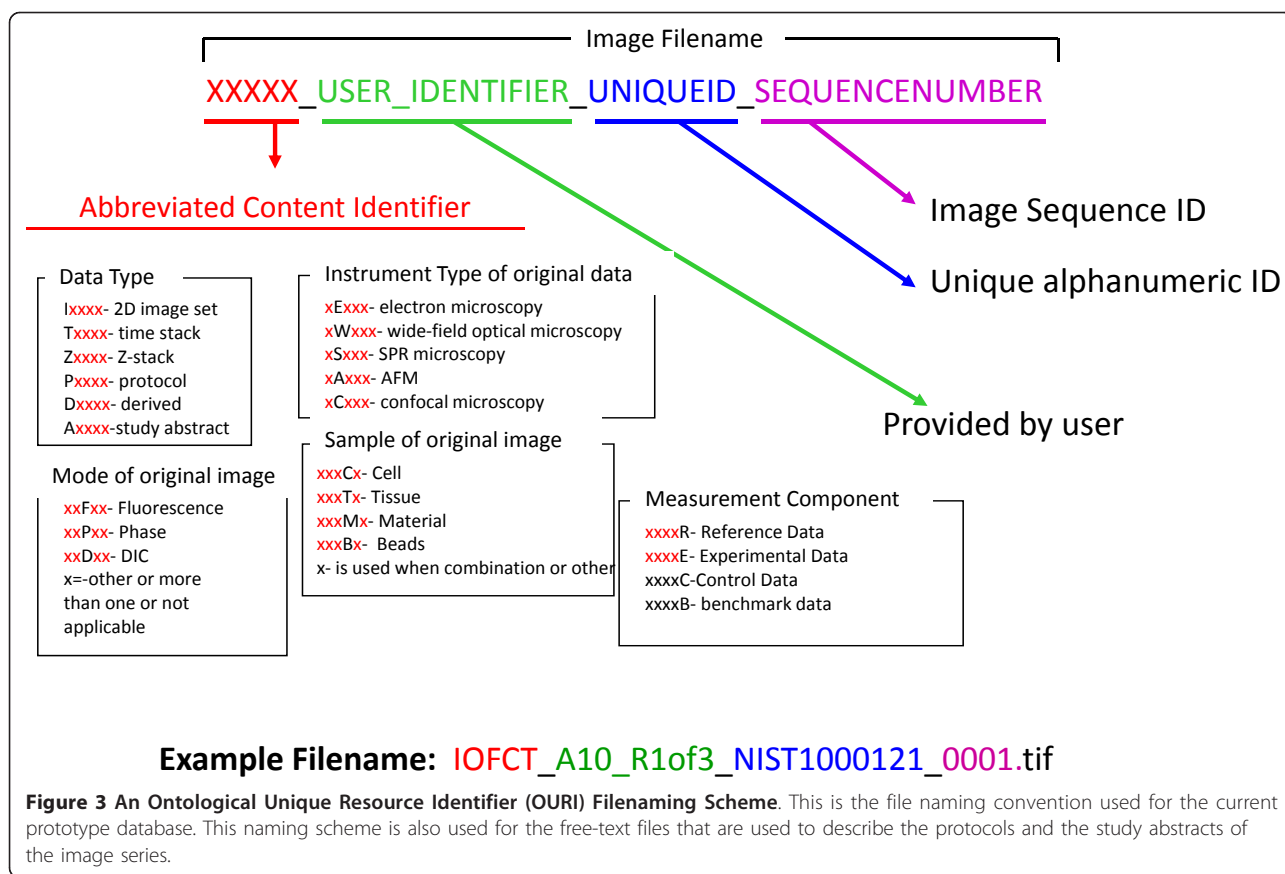 Image Filename
XXXXX_USER_IDENTIFIER_UNIQUEID_SEQUENCENUMBER
Abbreviated Content Identifier
Image Sequence ID
Unique alphanumeric ID
Provided by user
Data Type
Ixxxx- 2D image set
Txxxx- time stack
Zxxxx- Z-stack
Pxxxx- protocol
Dxxxx- derived
Axxxx-study abstract
Instrument Type of original data
xExxx- electron microscopy
xWxxx- wide-field optical microscopy
xSxxx- SPR microscopy
xAxxx- AFM
xCxxx- confocal microscopy
Mode of original image
xxFxx- Fluorescence
xxPxx- Phase
xxDxx- DIC
x=-other or more
than one or not
applicable
Sample of original image
xxxCx- Cell
xxxTx- Tissue
xxxMx- Material
xxxBx- Beads
x- is used when combination or other
Measurement Component
xxxxR- Reference Data
xxxxE- Experimental Data
xxxxC-Control Data
xxxxB- benchmark data
Example Filename: IOFCT_A10_R1of3_NIST1000121_0001.tif
Figure 3 An Ontological Unique Resource Identifier (OURI) Filenaming Scheme. This is the file naming convention used for the current
prototype database. This naming scheme is also used for the free-text files that are used to describe the protocols and the study abstracts of
the image series.